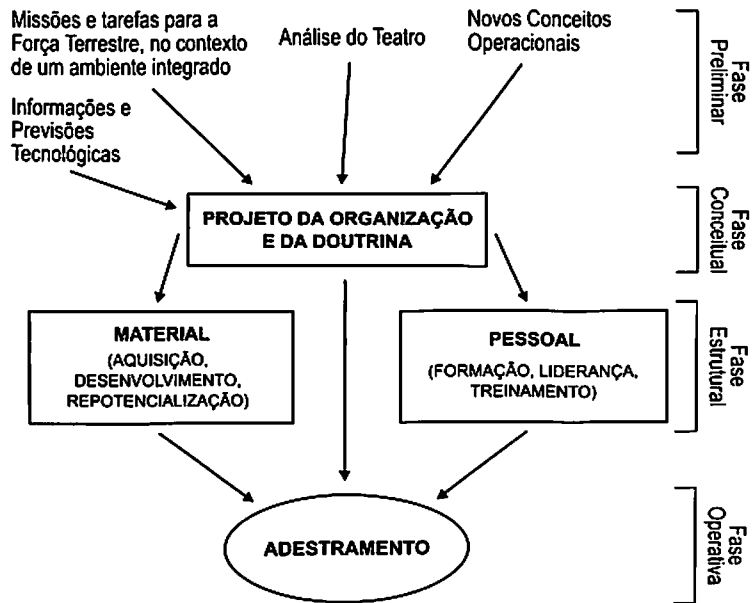 Missões e tarefas para a
Força Terrestre, no contexto
de um ambiente integrado
Análise do Teatro
Novos Conceitos
Operacionais
Informações e
Previsões
Tecnológicas
Fase
Preliminar
PROJETO DA ORGANIZAÇÃO
E DA DOUTRINA
Fase
Conceitual
MATERIAL
(AQUISIÇÃO,
DESENVOLVIMENTO,
REPOTENCIALIZAÇÃO)
PESSOAL
(FORMAÇÃO, LIDERANÇA,
TREINAMENTO)
Fase
Estrutural
ADESTRAMENTO
Fase
Operativa